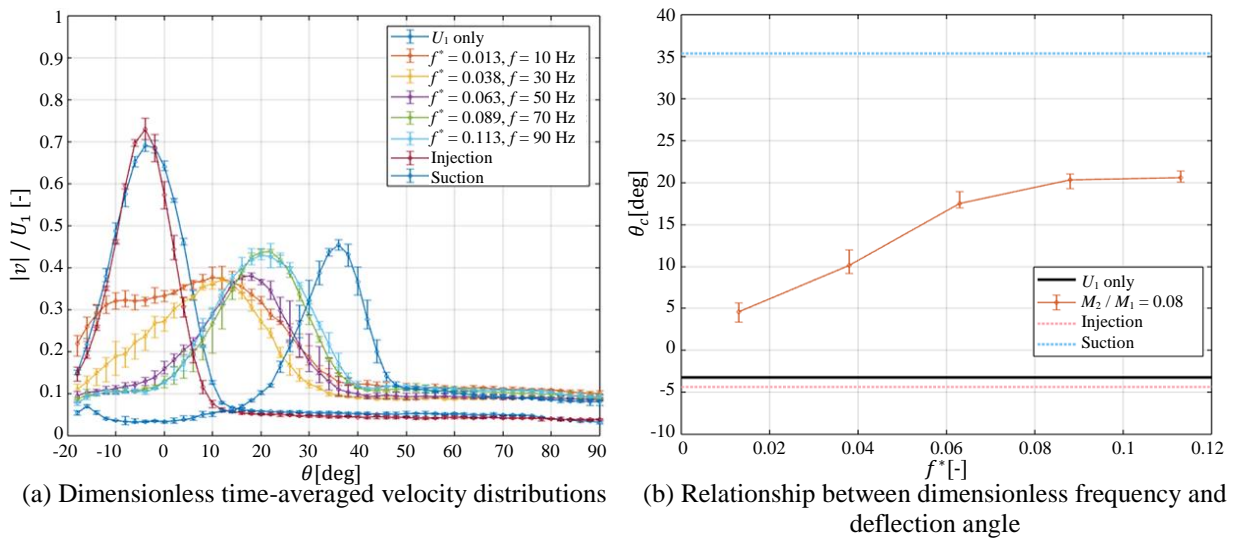 1
0.9
0.8
0.7
0.6
0.5
0.4
0.3
0.2
0.1
0
|v| / U₁ [-]
-20 -10 0 10 20 30 40 50 60 70 80 90
θ[deg]
U₁ only
f* = 0.013, f = 10 Hz
f* = 0.038, f = 30 Hz
f* = 0.063, f = 50 Hz
f* = 0.089, f = 70 Hz
f* = 0.113, f = 90 Hz
Injection
Suction
(a) Dimensionless time-averaged velocity distributions
40
35
30
25
20
15
10
5
0
-5
-10
θc[deg]
0 0.02 0.04 0.06 0.08 0.1 0.12
f*[-]
U₁ only
M₂ / M₁ = 0.08
Injection
Suction
(b) Relationship between dimensionless frequency and
deflection angle